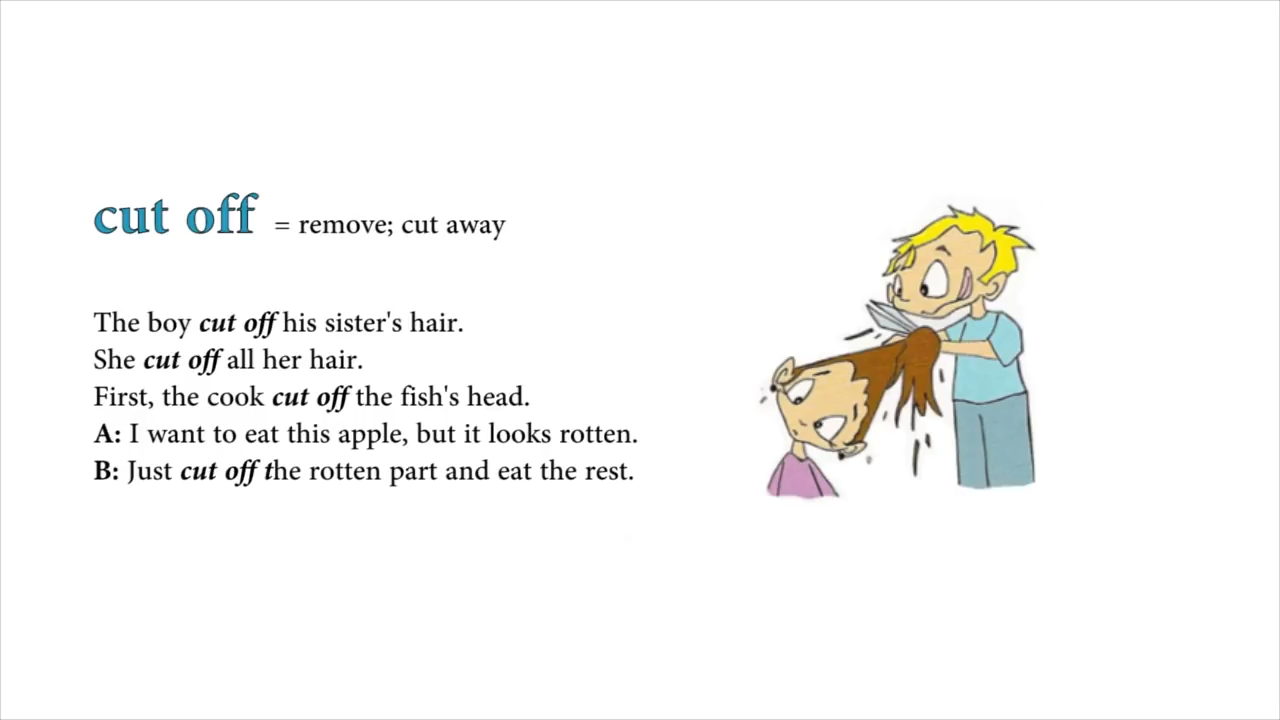 cut off = remove; cut away
The boy cut off his sister's hair.
She cut off all her hair.
First, the cook cut off the fish's head.
A: I want to eat this apple, but it looks rotten.
B: Just cut off the rotten part and eat the rest.